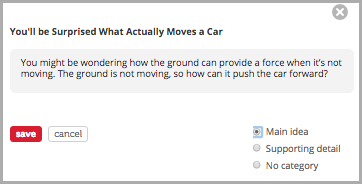 You'll be Surprised What Actually Moves a Car
You might be wondering how the ground can provide a force when it's not
moving. The ground is not moving, so how can it push the car forward?
save
cancel
Main idea
Supporting detail
No category